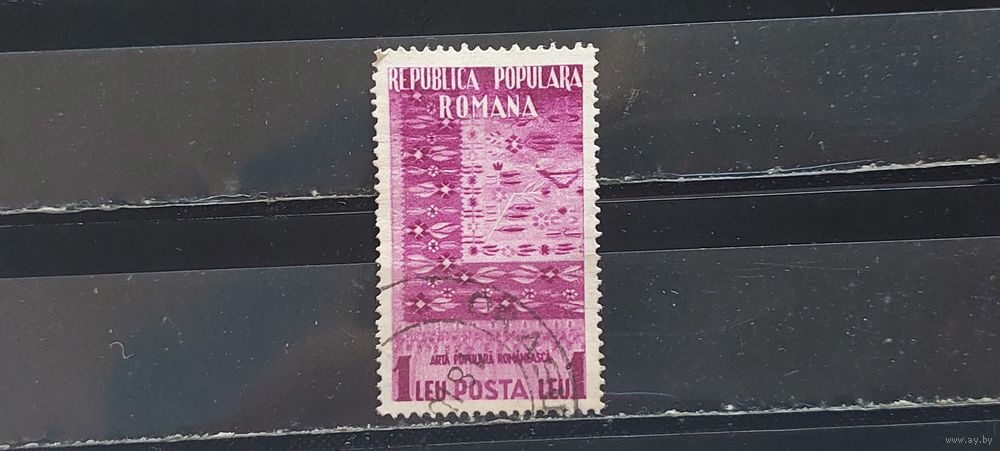 REPUBLICA POPULARA
ROMANA
ARTA POPULARA ROMANEASCA
1 LEU POSTA LEU 1
www.ay.by